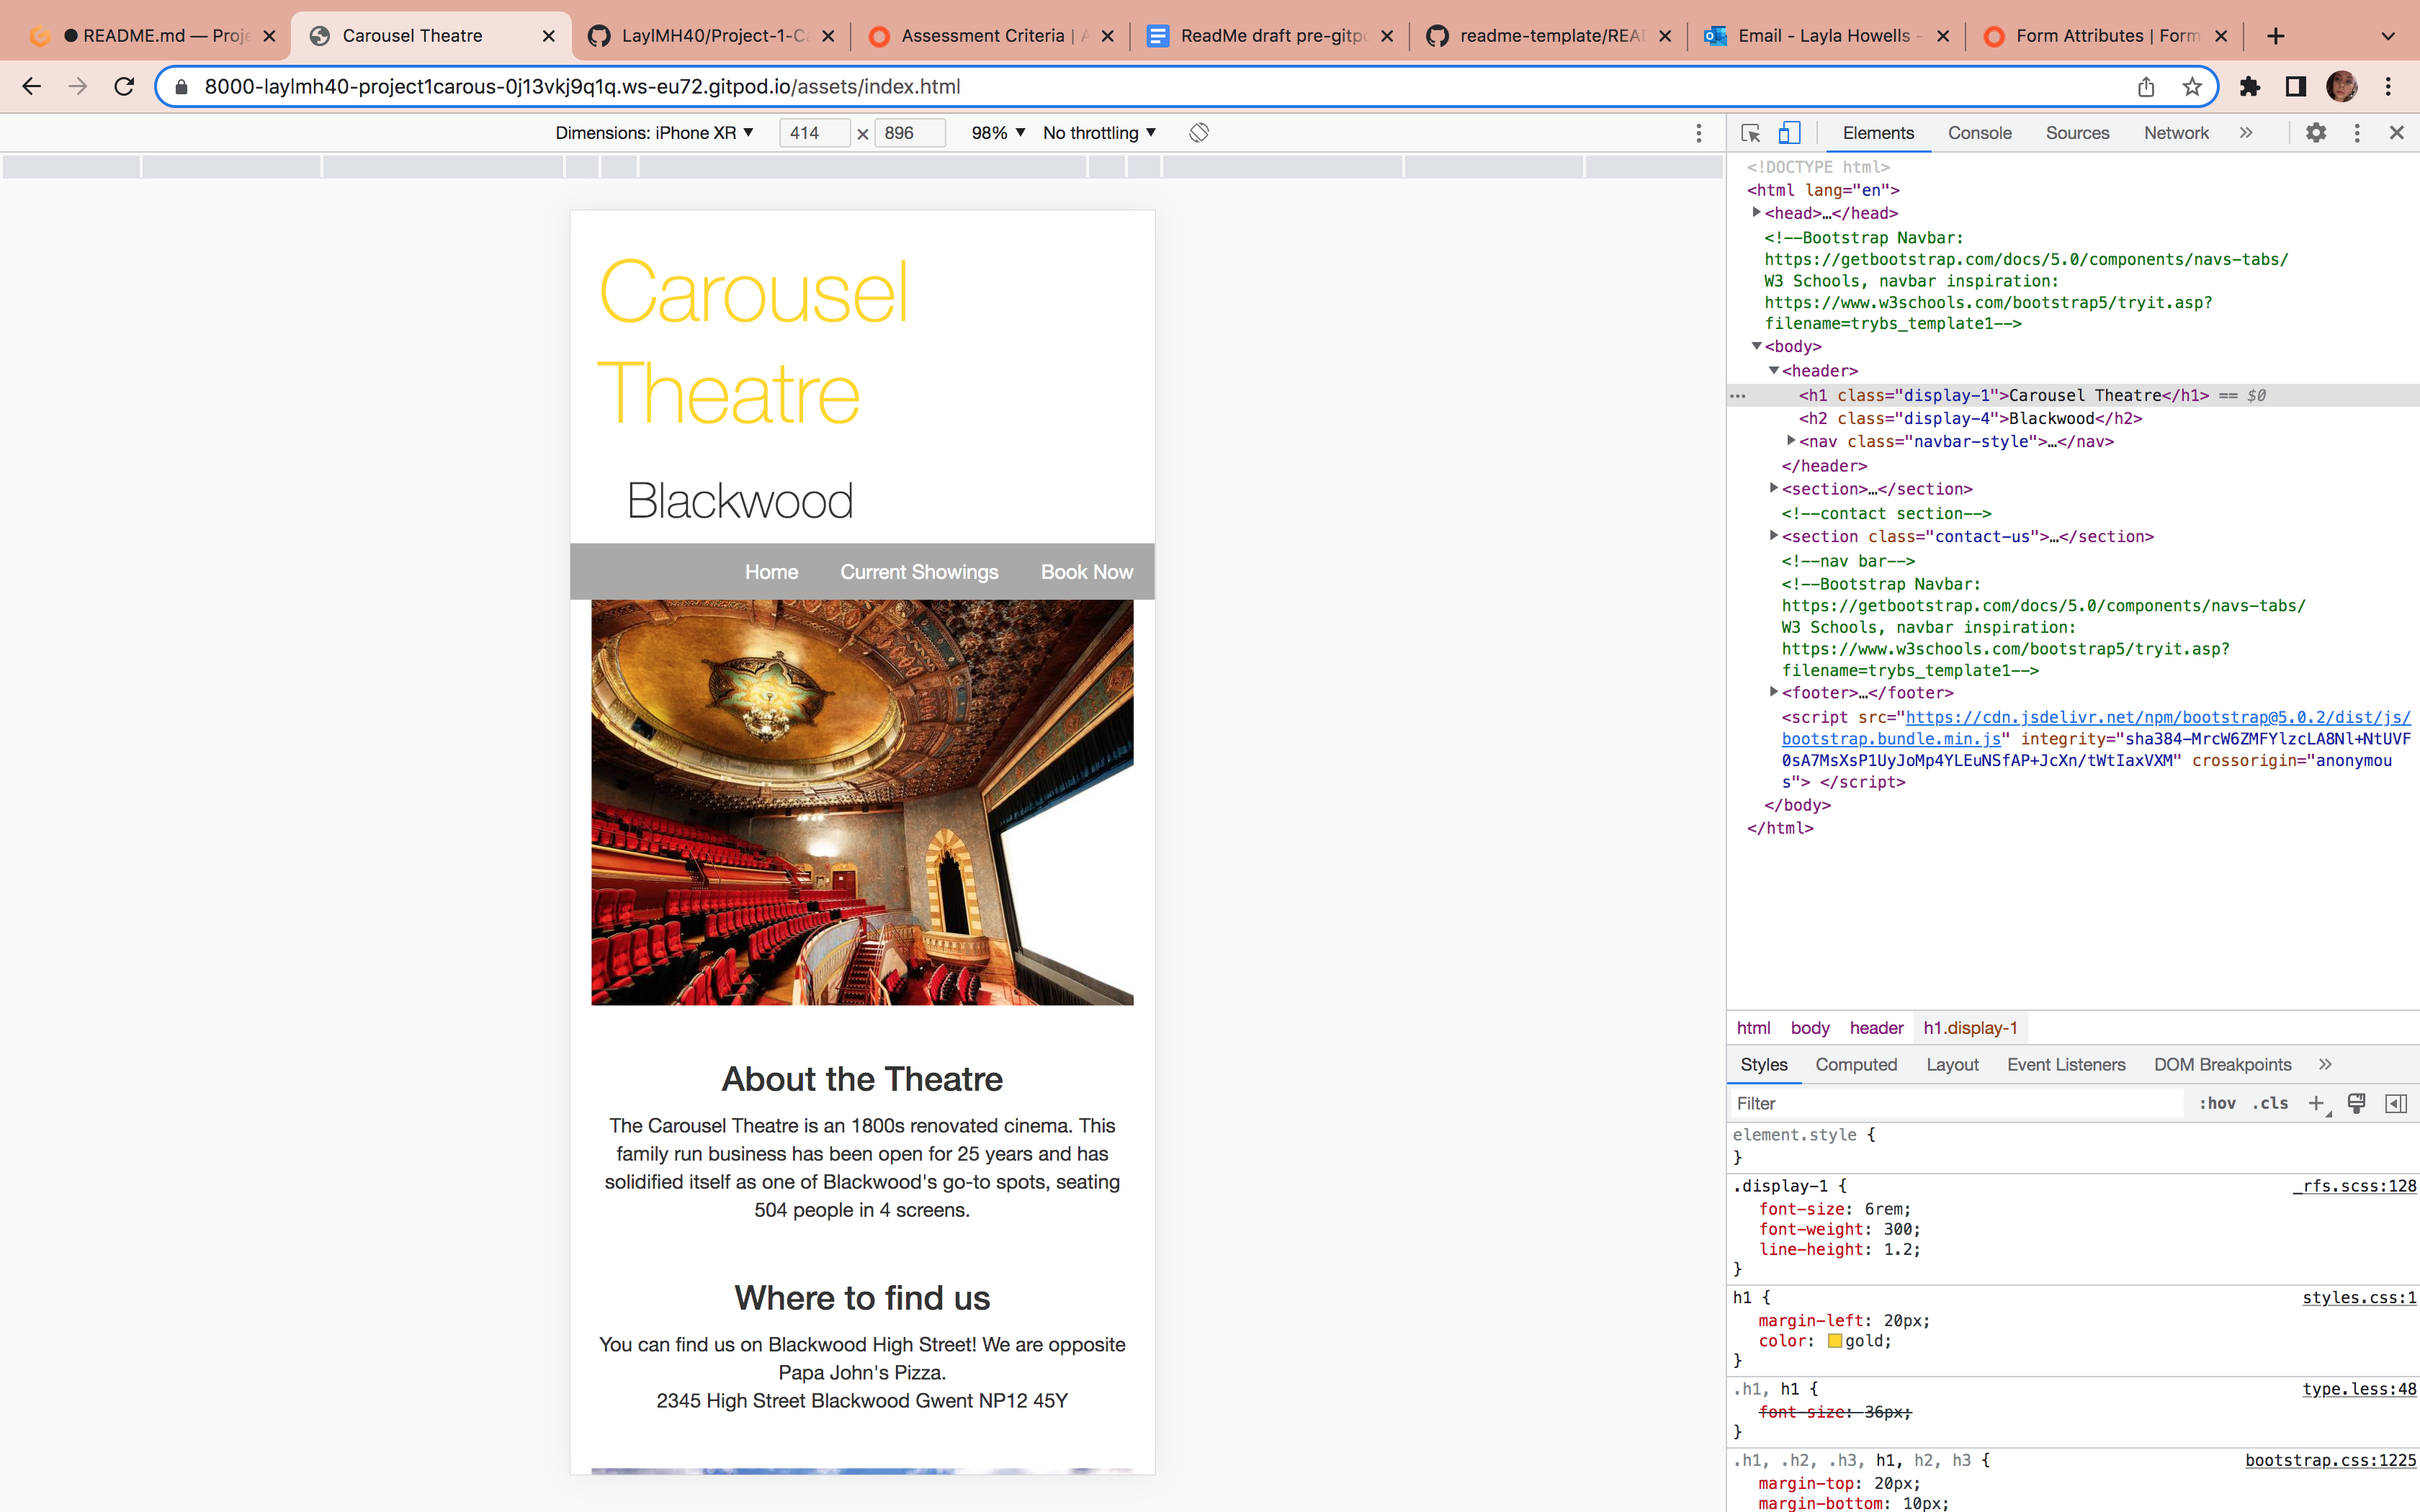 README.md — Proje
Carousel Theatre
LaylMH40/Project-1-Ca
Assessment Criteria | A
ReadMe draft pre-gitpo
readme-template/READ
Email - Layla Howells -
Form Attributes | Form
8000-laylmh40-project1carous-0j13vkj9q1q.ws-eu72.gitpod.io/assets/index.html
Dimensions: iPhone XR ▼ 414 × 896 98% ▼ No throttling ▼
Elements Console Sources Network »
<!DOCTYPE html>
<html lang="en">
<head>…</head>
<!--Bootstrap Navbar:
https://getbootstrap.com/docs/5.0/components/navs-tabs/
W3 Schools, navbar inspiration:
https://www.w3schools.com/bootstrap5/tryit.asp?
filename=trybs_template1-->
<body>
<header>
<h1 class="display-1">Carousel Theatre</h1> == $0
<h2 class="display-4">Blackwood</h2>
<nav class="navbar-style">…</nav>
</header>
<section>…</section>
<!--contact section-->
<section class="contact-us">…</section>
<!--nav bar-->
<!--Bootstrap Navbar:
https://getbootstrap.com/docs/5.0/components/navs-tabs/
W3 Schools, navbar inspiration:
https://www.w3schools.com/bootstrap5/tryit.asp?
filename=trybs_template1-->
<footer>…</footer>
<script src="https://cdn.jsdelivr.net/npm/bootstrap@5.0.2/dist/js/
bootstrap.bundle.min.js" integrity="sha384-MrcW6ZMFYlzcLA8Nl+NtUVF
0sA7MsXsP1UyJoMp4YLEuNSfAP+JcXn/tWtIaxVXM" crossorigin="anonymou
s"> </script>
</body>
</html>
html body header h1.display-1
Styles Computed Layout Event Listeners DOM Breakpoints »
Filter :hov .cls
element.style {
}
.display-1 { _rfs.scss:128
font-size: 6rem;
font-weight: 300;
line-height: 1.2;
}
h1 { styles.css:1
margin-left: 20px;
color: gold;
}
.h1, h1 { type.less:48
font-size: 36px;
}
.h1, .h2, .h3, h1, h2, h3 { bootstrap.css:1225
margin-top: 20px;
margin-bottom: 10px;
Carousel
Theatre
Blackwood
Home Current Showings Book Now
About the Theatre
The Carousel Theatre is an 1800s renovated cinema. This
family run business has been open for 25 years and has
solidified itself as one of Blackwood's go-to spots, seating
504 people in 4 screens.
Where to find us
You can find us on Blackwood High Street! We are opposite
Papa John's Pizza.
2345 High Street Blackwood Gwent NP12 45Y